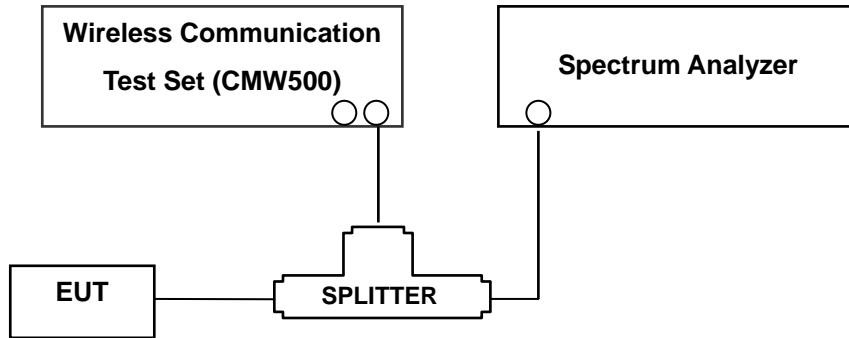 Wireless Communication
Test Set (CMW500)
Spectrum Analyzer
EUT
SPLITTER